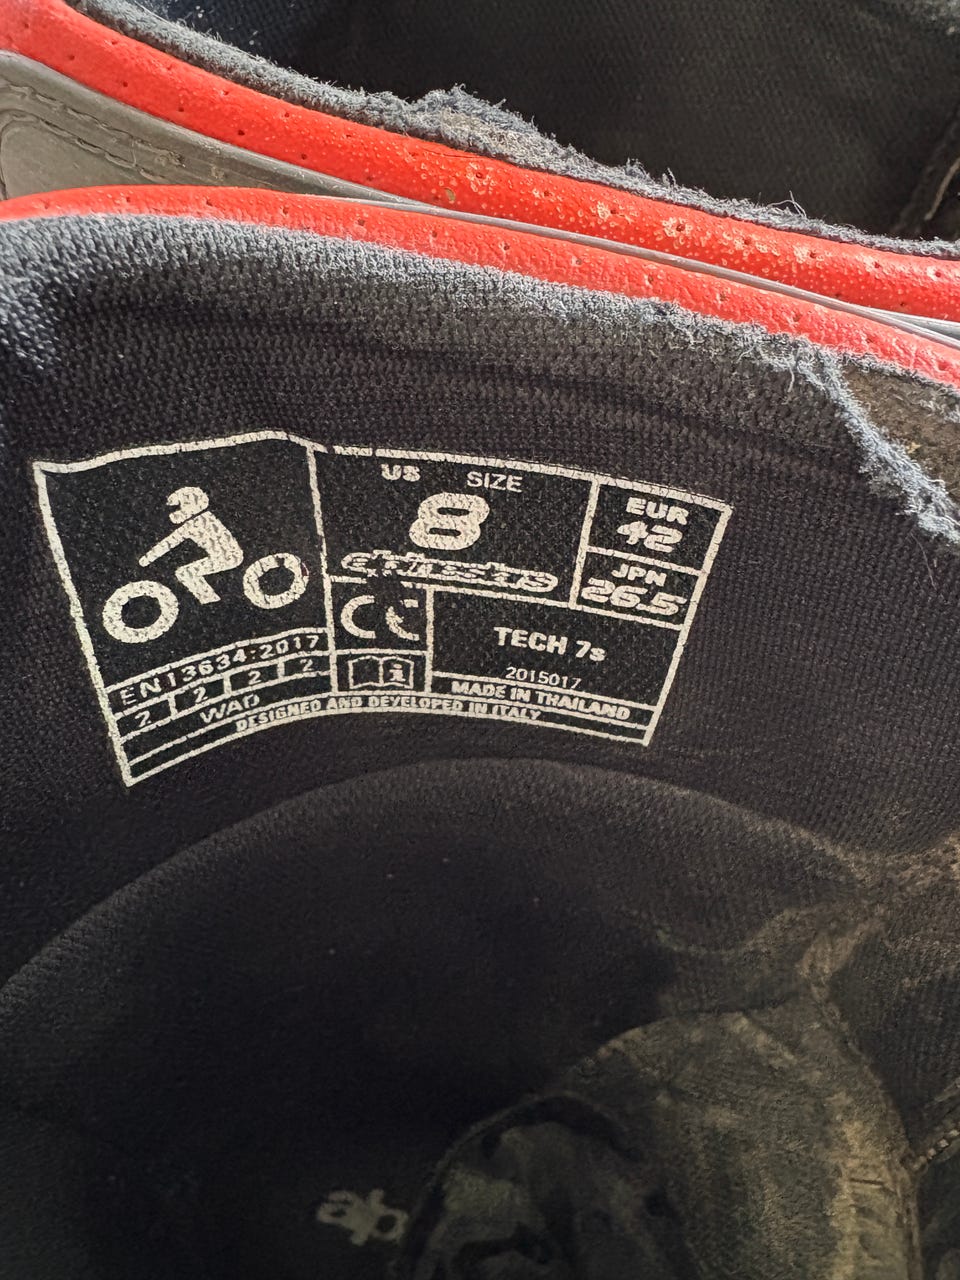 US SIZE
8
alpinestars
EUR
42
JPN
26.5
CE
TECH 7s
2015017
MADE IN THAILAND
EN13634:2017
2 2 2 2
WAD
DESIGNED AND DEVELOPED IN ITALY